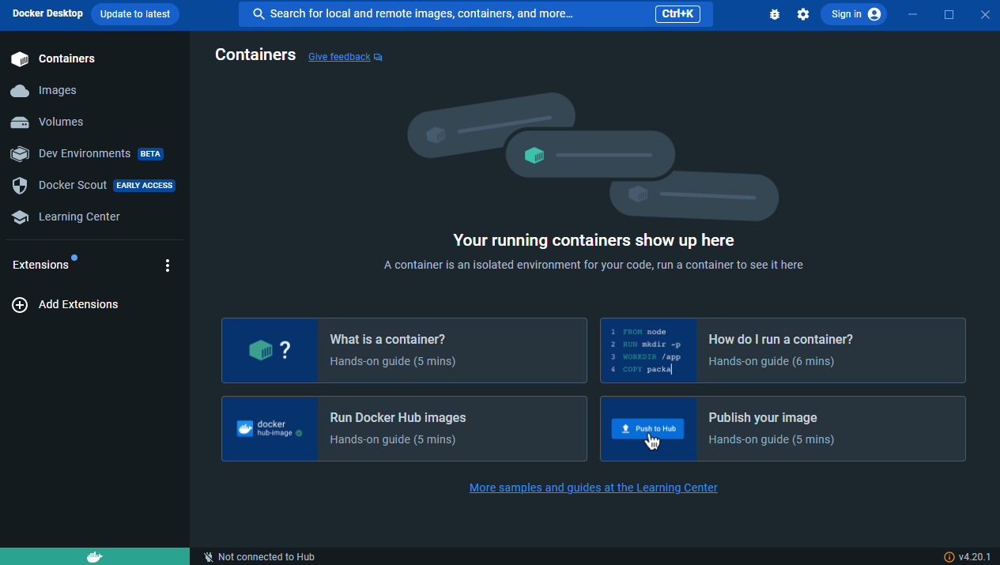 Docker Desktop
Update to latest
Search for local and remote images, containers, and more...
Ctrl+K
Sign in
Containers
Images
Volumes
Dev Environments BETA
Docker Scout EARLY ACCESS
Learning Center
Extensions
Add Extensions
Containers
Give feedback
Your running containers show up here
A container is an isolated environment for your code, run a container to see it here
?
What is a container?
Hands-on guide (5 mins)
1 FROM node
2 RUN mkdir -p
3 WORKDIR /app
4 COPY packa
How do I run a container?
Hands-on guide (6 mins)
docker
hub-image
Run Docker Hub images
Hands-on guide (5 mins)
Push to Hub
Publish your image
Hands-on guide (5 mins)
More samples and guides at the Learning Center
Not connected to Hub
v4.20.1